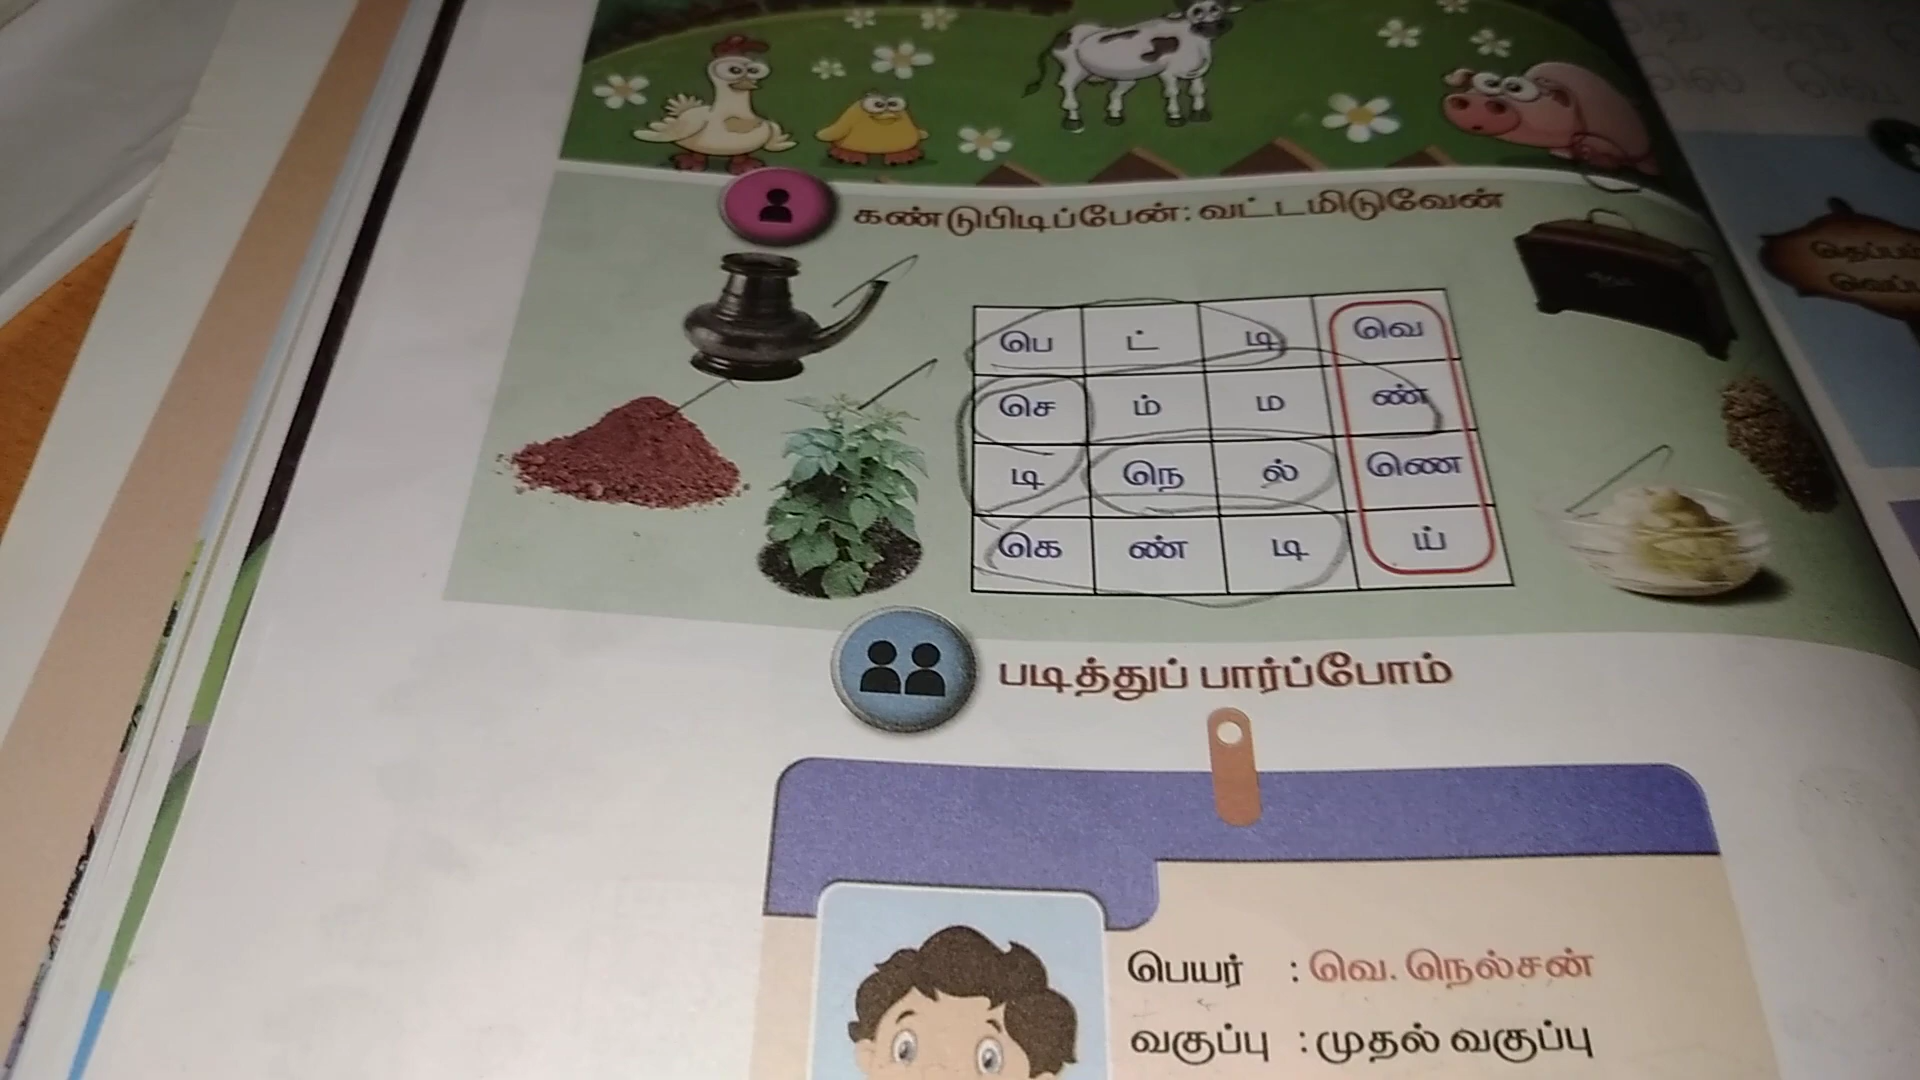 கண்டுபிடிப்பேன்: வட்டமிடுவேன்
பெ ட் டி வெ
செ ம் ம ண்
டி நெ ல் ணெ
கெ ண் டி ய்
படித்துப் பார்ப்போம்
பெயர் : வெ. நெல்சன்
வகுப்பு : முதல் வகுப்பு